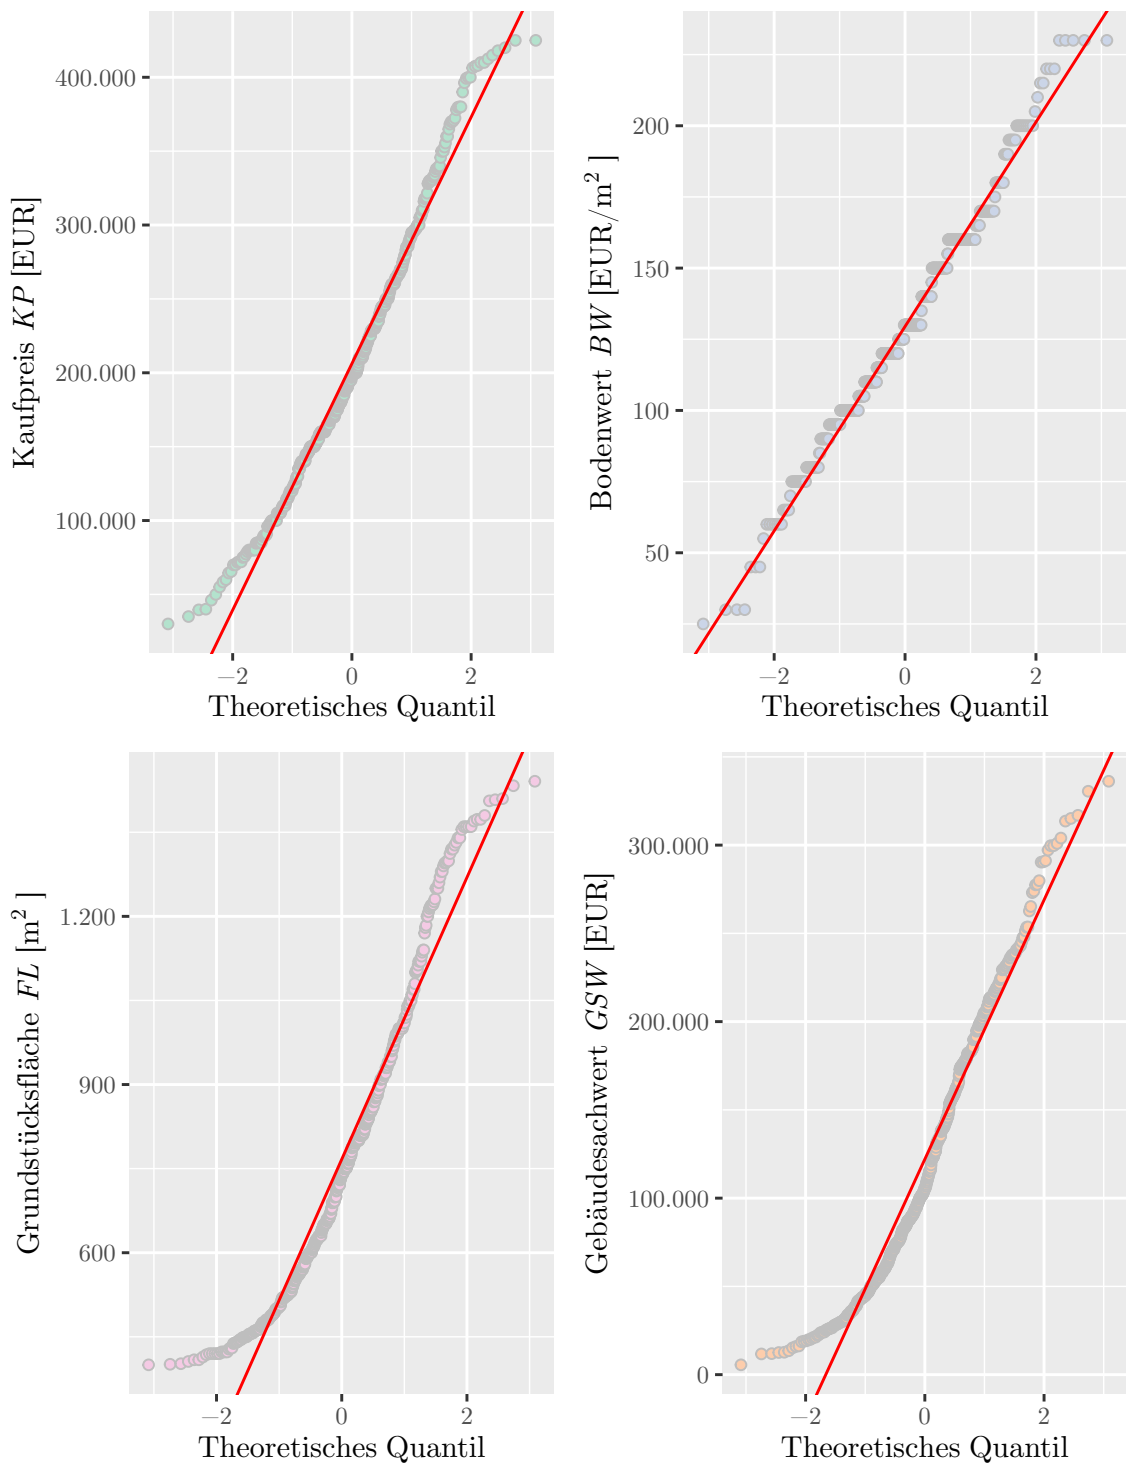 Kaufpreis KP [EUR]
400.000
300.000
200.000
100.000
−2 0 2
Theoretisches Quantil
Bodenwert BW [EUR/m²]
200
150
100
50
−2 0 2
Theoretisches Quantil
Grundstücksfläche FL [m²]
1.200
900
600
−2 0 2
Theoretisches Quantil
Gebäudesachwert GSW [EUR]
300.000
200.000
100.000
0
−2 0 2
Theoretisches Quantil